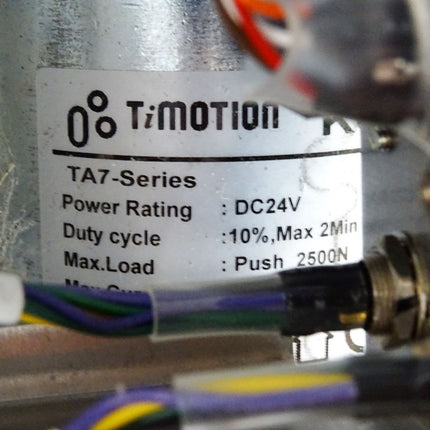 TiMOTION
TA7-Series
Power Rating : DC24V
Duty cycle :10%,Max 2Min
Max.Load : Push 2500N